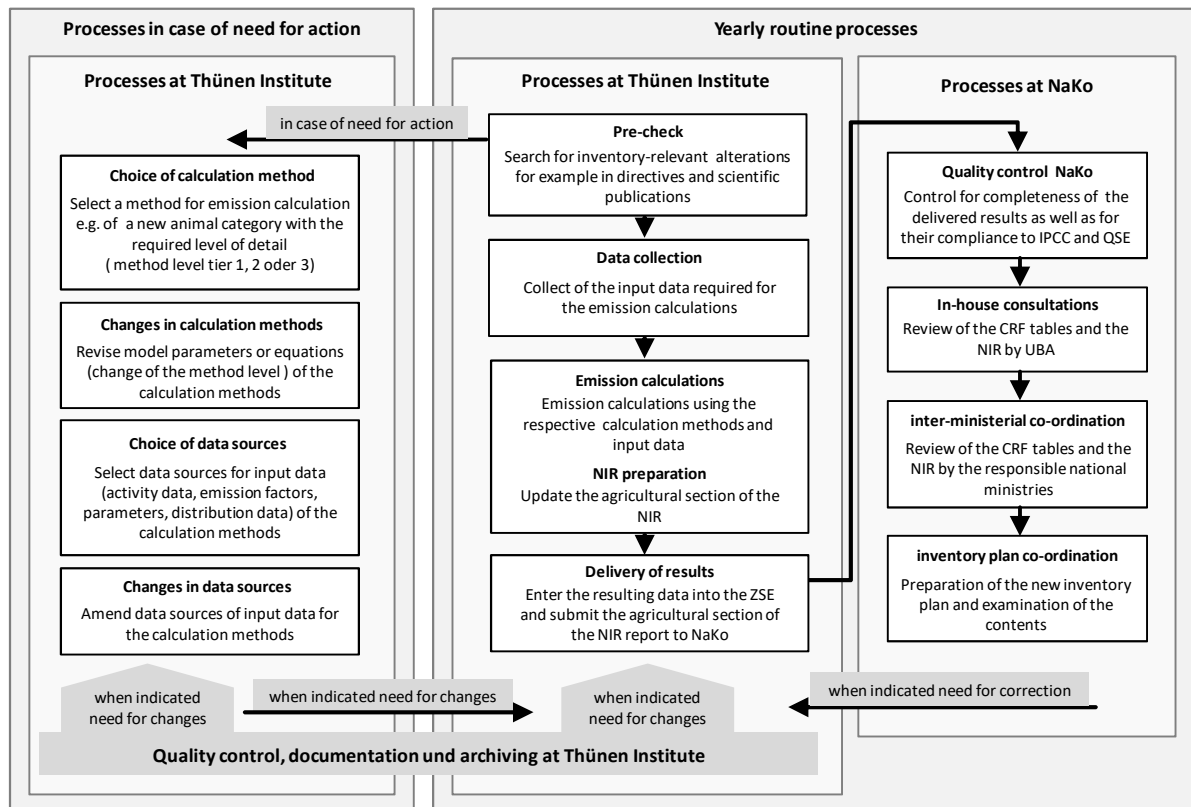 Processes in case of need for action
Processes at Thünen Institute
in case of need for action
Choice of calculation method
Select a method for emission calculation
e.g. of a new animal category with the
required level of detail
( method level tier 1, 2 oder 3)
Changes in calculation methods
Revise model parameters or equations
(change of the method level ) of the
calculation methods
Choice of data sources
Select data sources for input data
(activity data, emission factors,
parameters, distribution data) of the
calculation methods
Changes in data sources
Amend data sources of input data for
the calculation methods
when indicated
need for changes
when indicated need for changes
Yearly routine processes
Processes at Thünen Institute
Pre-check
Search for inventory-relevant alterations
for example in directives and scientific
publications
Data collection
Collect of the input data required for
the emission calculations
Emission calculations
Emission calculations using the
respective calculation methods and
input data
NIR preparation
Update the agricultural section of the
NIR
Delivery of results
Enter the resulting data into the ZSE
and submit the agricultural section of
the NIR report to NaKo
when indicated
need for changes
Processes at NaKo
Quality control NaKo
Control for completeness of the
delivered results as well as for
their compliance to IPCC and QSE
In-house consultations
Review of the CRF tables and the
NIR by UBA
inter-ministerial co-ordination
Review of the CRF tables and the
NIR by the responsible national
ministries
inventory plan co-ordination
Preparation of the new inventory
plan and examination of the
contents
when indicated need for correction
Quality control, documentation und archiving at Thünen Institute